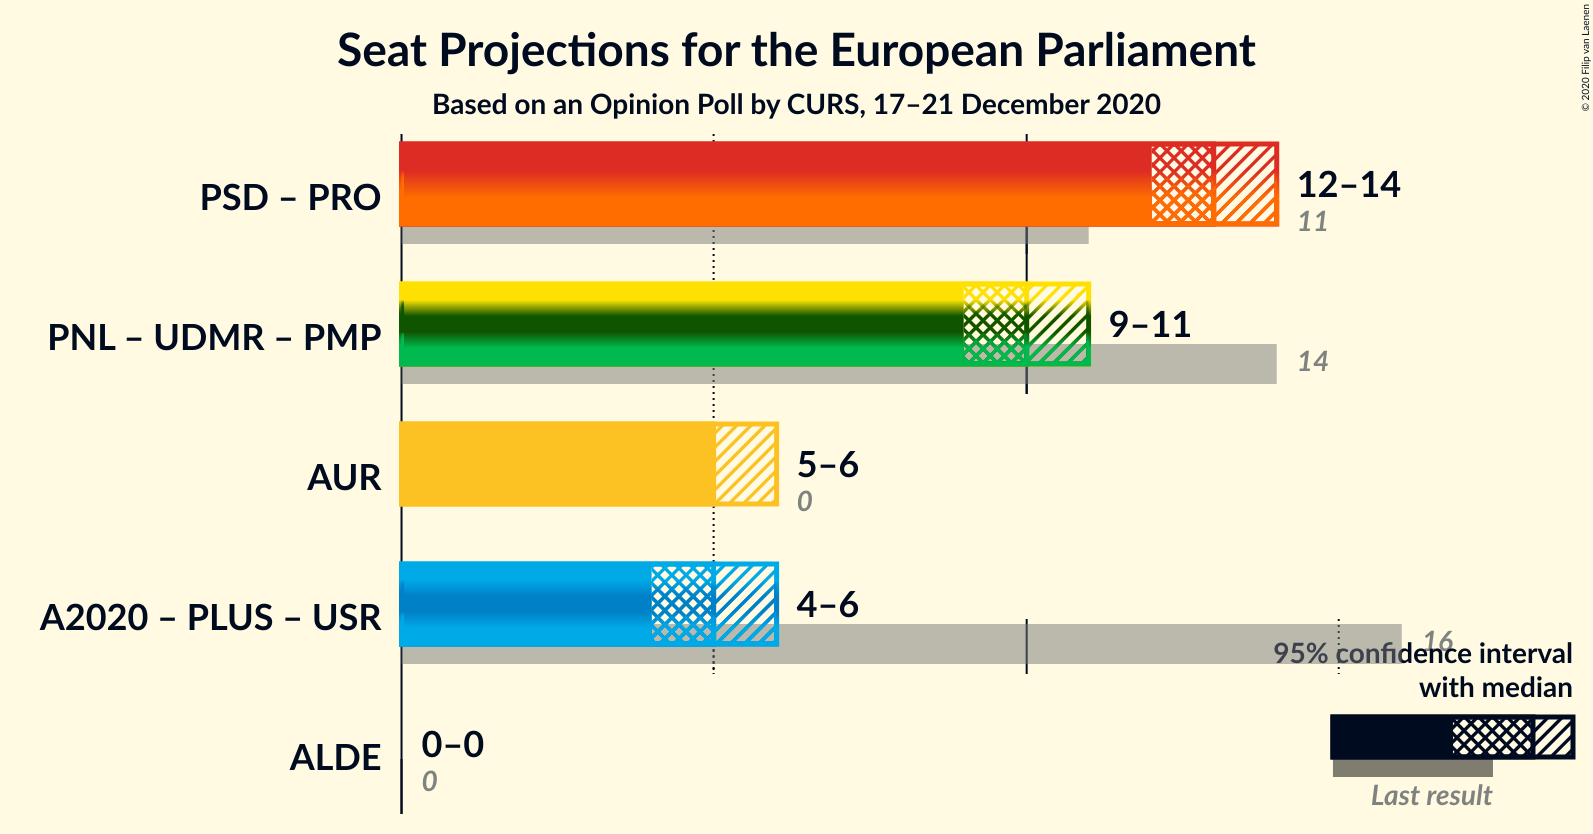 Seat Projections for the European Parliament
Based on an Opinion Poll by CURS, 17–21 December 2020
© 2020 Filip van Laenen
PSD – PRO
12–14
11
PNL – UDMR – PMP
9–11
14
AUR
5–6
0
A2020 – PLUS – USR
4–6
16
ALDE
0–0
0
95% confidence interval
with median
Last result